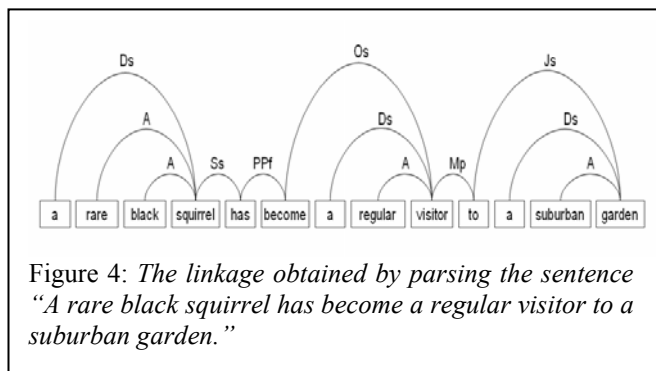 Os
Ds Js
A Ds Ds
A Ss PPf A Mp A
a rare black squirrel has become a regular visitor to a suburban garden
Figure 4: The linkage obtained by parsing the sentence
“A rare black squirrel has become a regular visitor to a
suburban garden.”